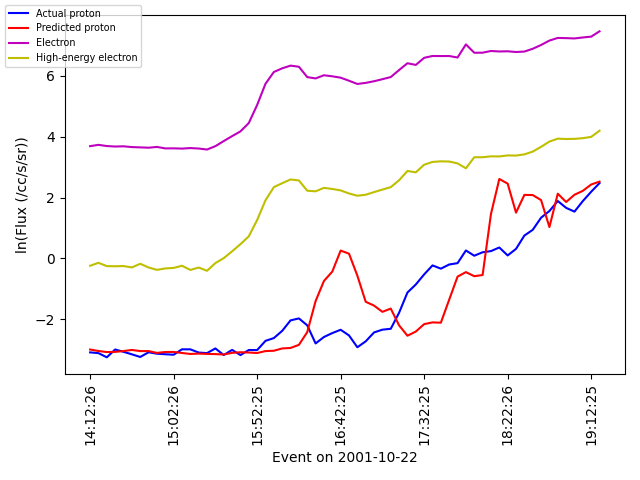 Actual proton
Predicted proton
Electron
High-energy electron
ln(Flux (/cc/s/sr))
6
4
2
0
−2
14:12:26
15:02:26
15:52:25
16:42:25
17:32:25
18:22:26
19:12:25
Event on 2001-10-22